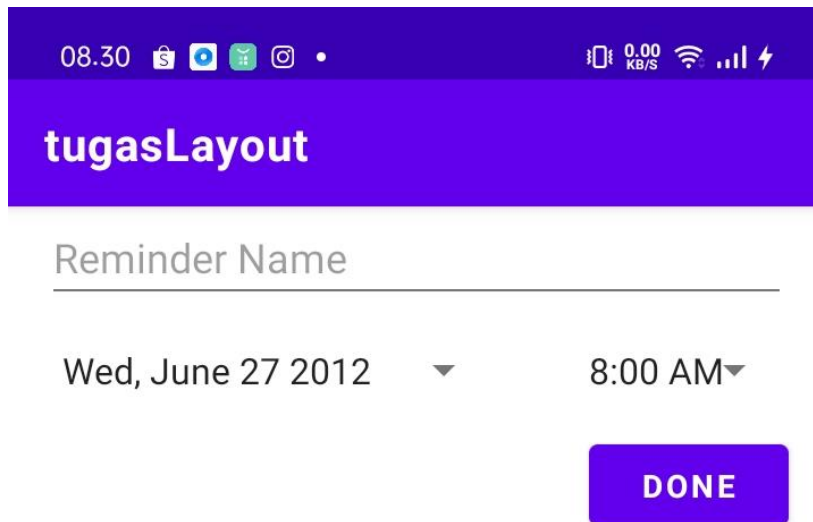 08.30 0.00
KB/S
tugasLayout
Reminder Name
Wed, June 27 2012 8:00 AM
DONE